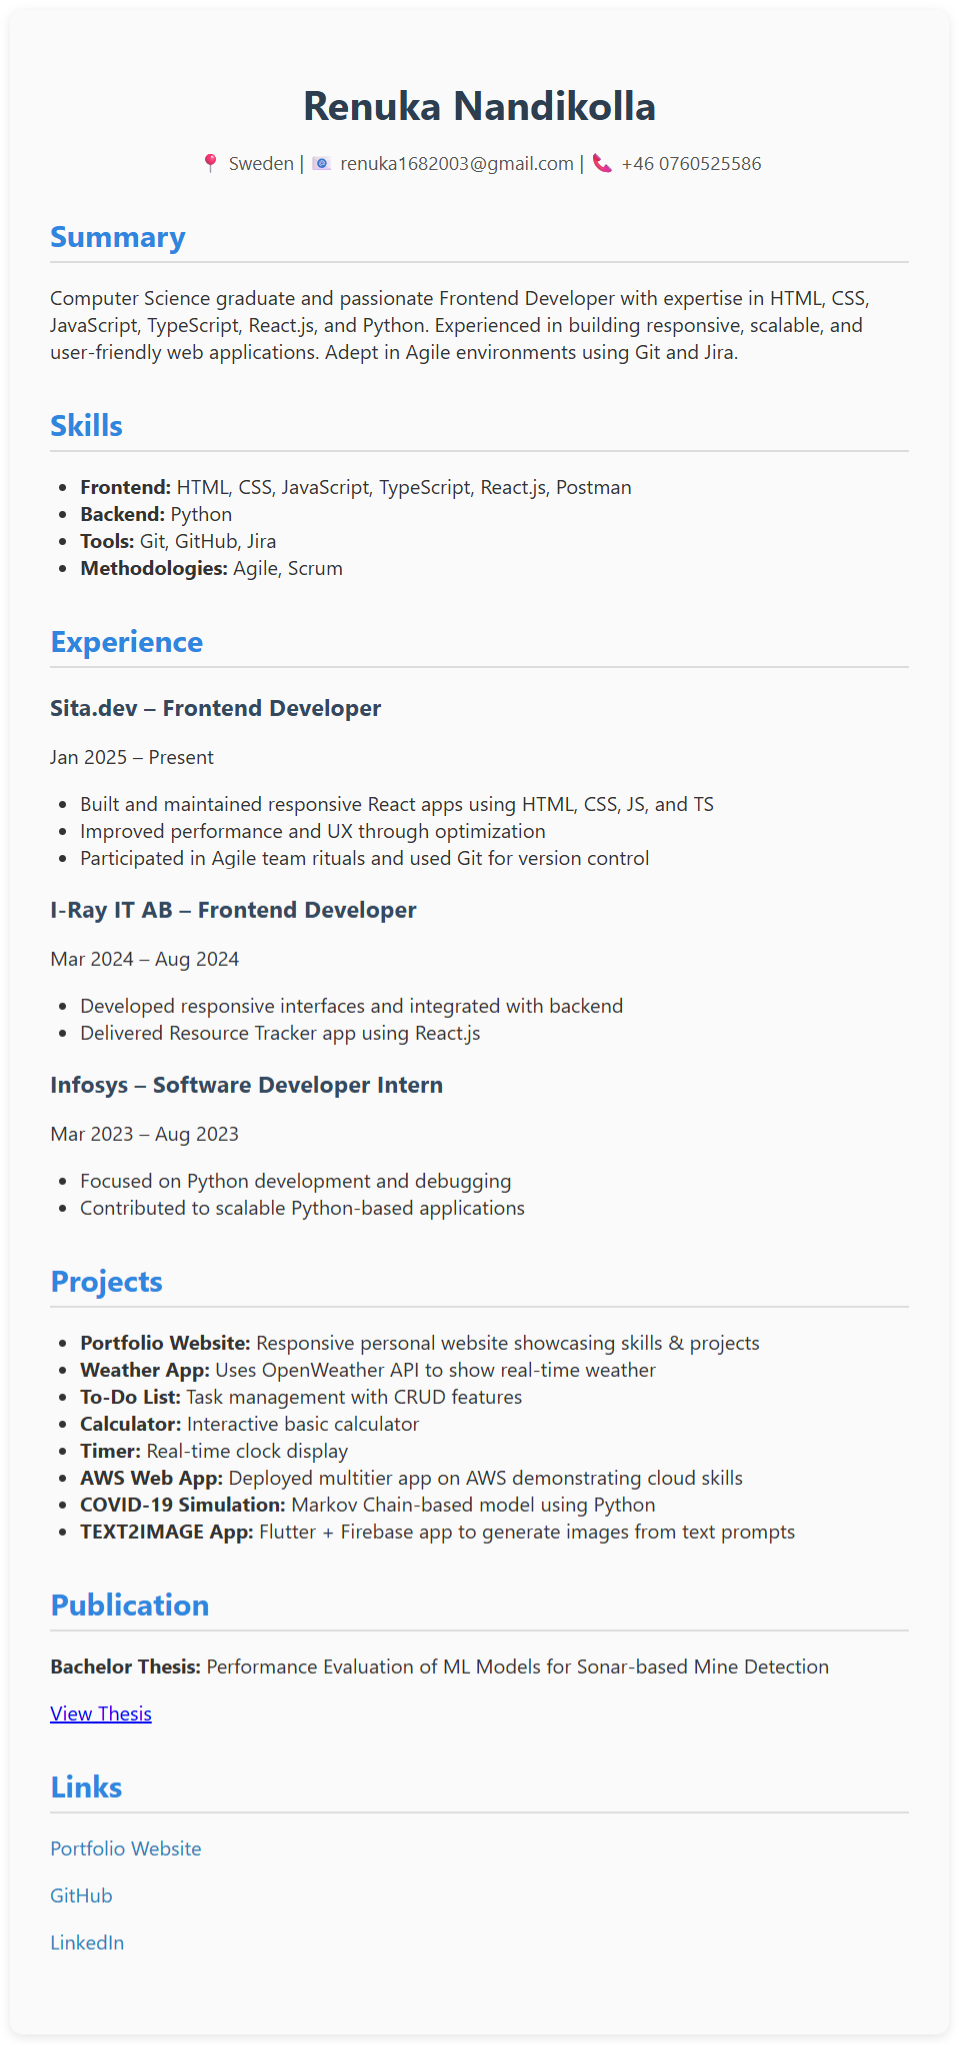 Renuka Nandikolla
📍 Sweden | 📧 renuka1682003@gmail.com | 📞 +46 0760525586
Summary
Computer Science graduate and passionate Frontend Developer with expertise in HTML, CSS,
JavaScript, TypeScript, React.js, and Python. Experienced in building responsive, scalable, and
user-friendly web applications. Adept in Agile environments using Git and Jira.
Skills
• Frontend: HTML, CSS, JavaScript, TypeScript, React.js, Postman
• Backend: Python
• Tools: Git, GitHub, Jira
• Methodologies: Agile, Scrum
Experience
Sita.dev – Frontend Developer
Jan 2025 – Present
• Built and maintained responsive React apps using HTML, CSS, JS, and TS
• Improved performance and UX through optimization
• Participated in Agile team rituals and used Git for version control
I-Ray IT AB – Frontend Developer
Mar 2024 – Aug 2024
• Developed responsive interfaces and integrated with backend
• Delivered Resource Tracker app using React.js
Infosys – Software Developer Intern
Mar 2023 – Aug 2023
• Focused on Python development and debugging
• Contributed to scalable Python-based applications
Projects
• Portfolio Website: Responsive personal website showcasing skills & projects
• Weather App: Uses OpenWeather API to show real-time weather
• To-Do List: Task management with CRUD features
• Calculator: Interactive basic calculator
• Timer: Real-time clock display
• AWS Web App: Deployed multitier app on AWS demonstrating cloud skills
• COVID-19 Simulation: Markov Chain-based model using Python
• TEXT2IMAGE App: Flutter + Firebase app to generate images from text prompts
Publication
Bachelor Thesis: Performance Evaluation of ML Models for Sonar-based Mine Detection
View Thesis
Links
Portfolio Website
GitHub
LinkedIn